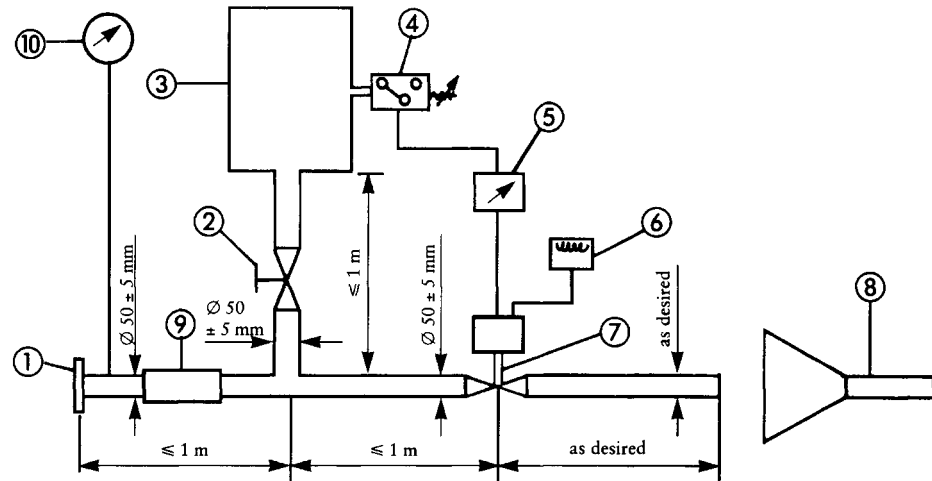 10
4
3
5
2
6
≤ 1 m
Ø 50 ± 5 mm
Ø 50 ± 5 mm
as desired
8
Ø 50
± 5 mm
9
7
1
≤ 1 m
≤ 1 m
as desired